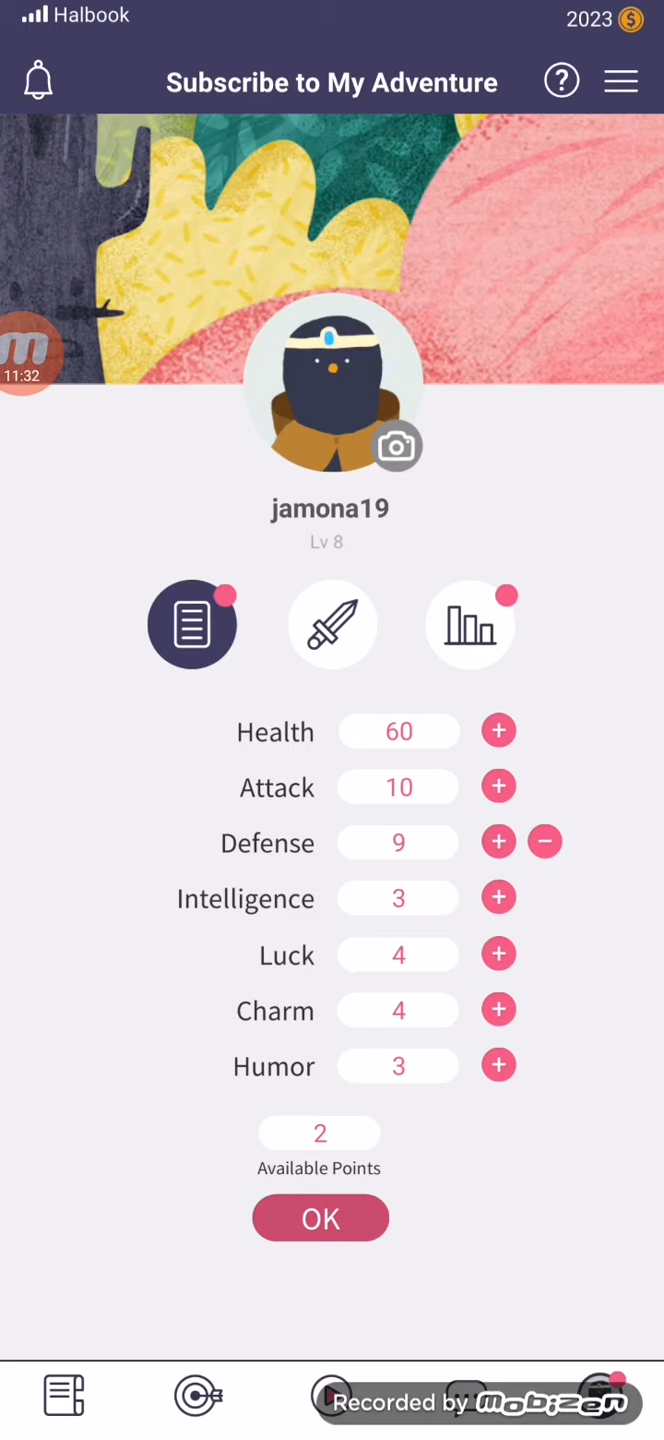 Halbook
2023
Subscribe to My Adventure
m
11:32
jamona19
Lv 8
Health 60 +
Attack 10 +
Defense 9 + −
Intelligence 3 +
Luck 4 +
Charm 4 +
Humor 3 +
2
Available Points
OK
Recorded by mobizen